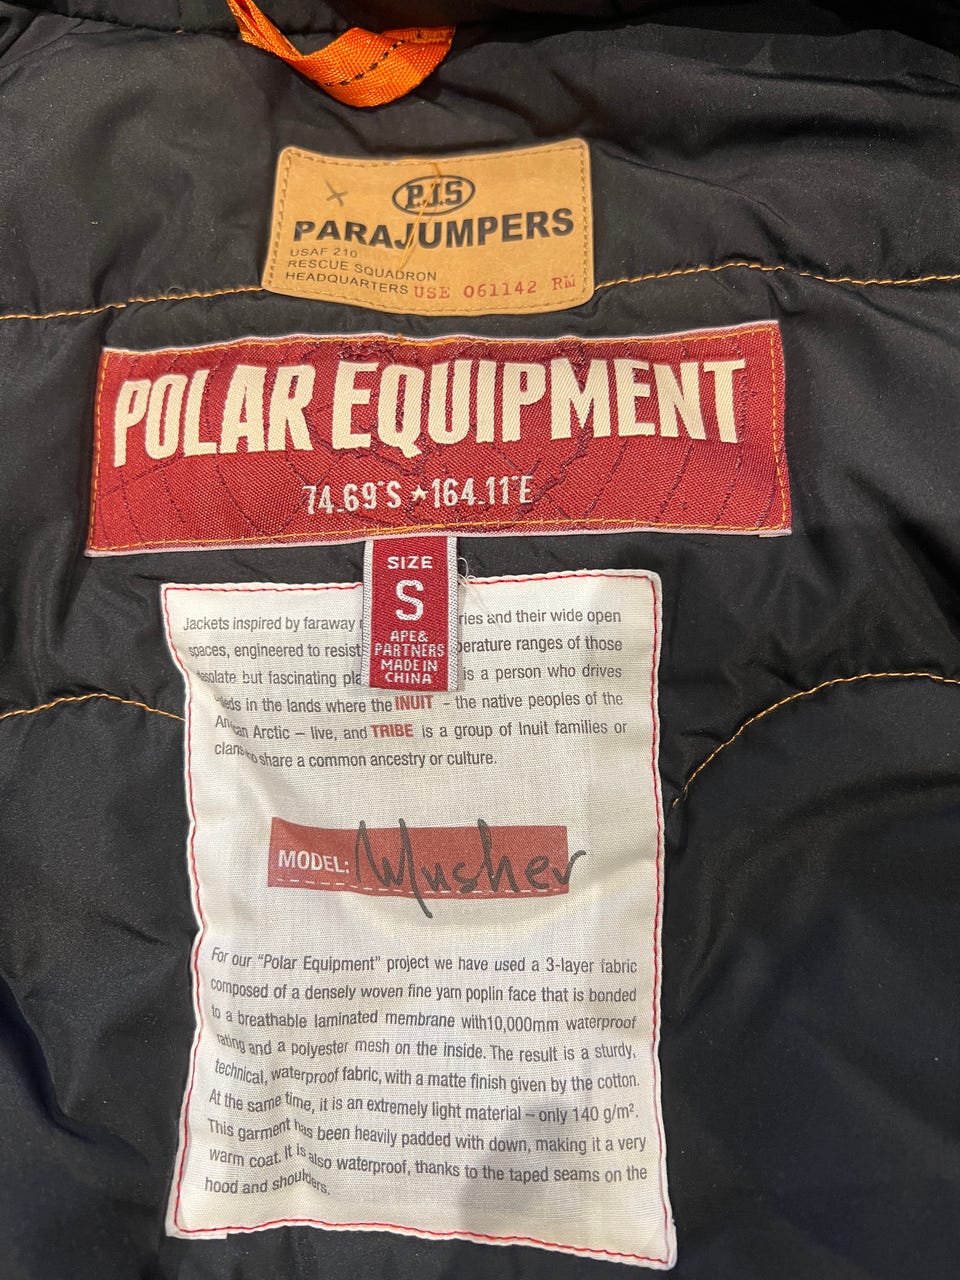 P.J.S
PARAJUMPERS
USAF 210
RESCUE SQUADRON
HEADQUARTERS USE 061142 RM
POLAR EQUIPMENT
74.69°S ★ 164.11°E
SIZE
S
APE&
PARTNERS
MADE IN
CHINA
Jackets inspired by faraway ries and their wide open
spaces, engineered to resist perature ranges of those
desolate but fascinating pla is a person who drives
sleds in the lands where the INUIT - the native peoples of the
American Arctic – live, and TRIBE is a group of Inuit families or
clans who share a common ancestry or culture.
MODEL: Musher
For our "Polar Equipment" project we have used a 3-layer fabric
composed of a densely woven fine yarn poplin face that is bonded
to a breathable laminated membrane with10,000mm waterproof
rating and a polyester mesh on the inside. The result is a sturdy,
technical, waterproof fabric, with a matte finish given by the cotton.
At the same time, it is an extremely light material – only 140 g/m².
This garment has been heavily padded with down, making it a very
warm coat. It is also waterproof, thanks to the taped seams on the
hood and shoulders.